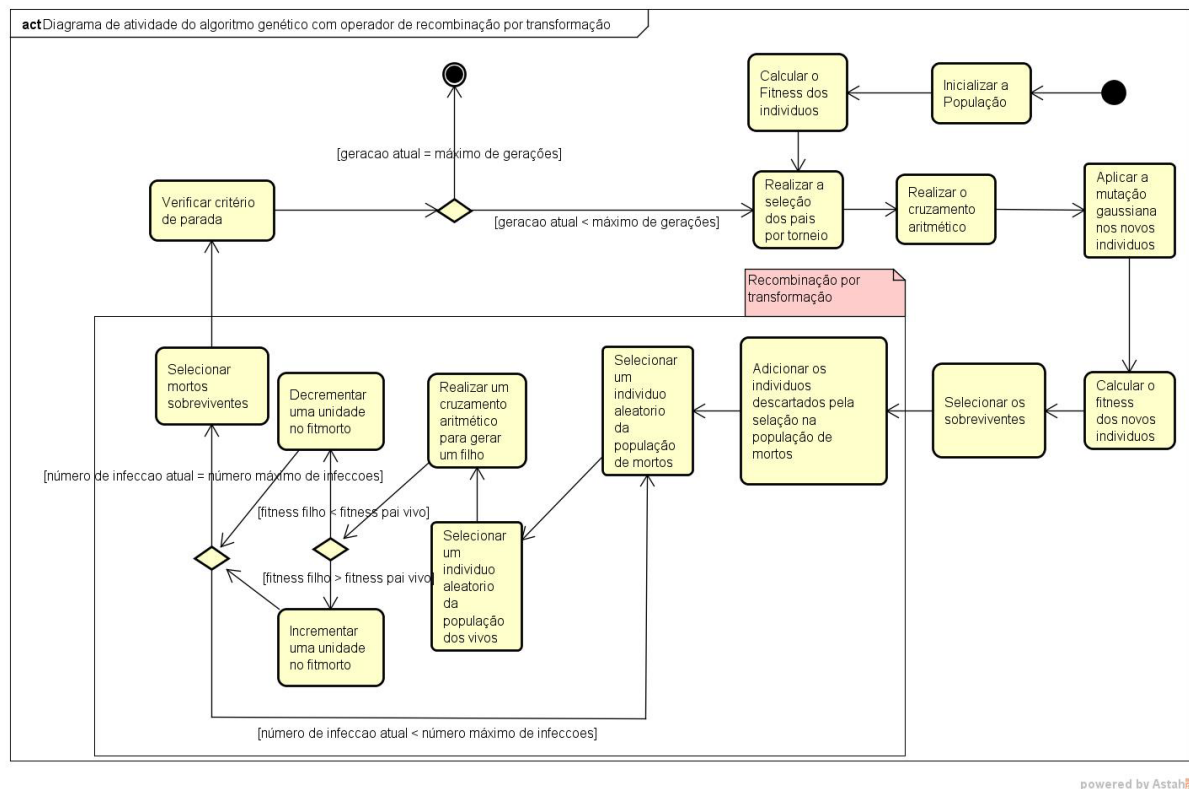 act Diagrama de atividade do algoritmo genético com operador de recombinação por transformação
Inicializar a
População
Calcular o
Fitness dos
individuos
Realizar a
seleção
dos pais
por torneio
Realizar o
cruzamento
aritmético
Aplicar a
mutação
gaussiana
nos novos
individuos
Calcular o
fitness
dos novos
individuos
Selecionar os
sobreviventes
Recombinação por
transformação
Adicionar os
individuos
descartados pela
selação na
população de
mortos
Selecionar
um
individuo
aleatorio
da
população
de mortos
Selecionar
um
individuo
aleatorio
da
população
dos vivos
Realizar um
cruzamento
aritmético
para gerar
um filho
[fitness filho < fitness pai vivo]
Decrementar
uma unidade
no fitmorto
[fitness filho > fitness pai vivo]
Incrementar
uma unidade
no fitmorto
[número de infeccao atual < número máximo de infeccoes]
[número de infeccao atual = número máximo de infeccoes]
Selecionar
mortos
sobreviventes
Verificar critério
de parada
[geracao atual = máximo de gerações]
[geracao atual < máximo de gerações]
powered by Astah